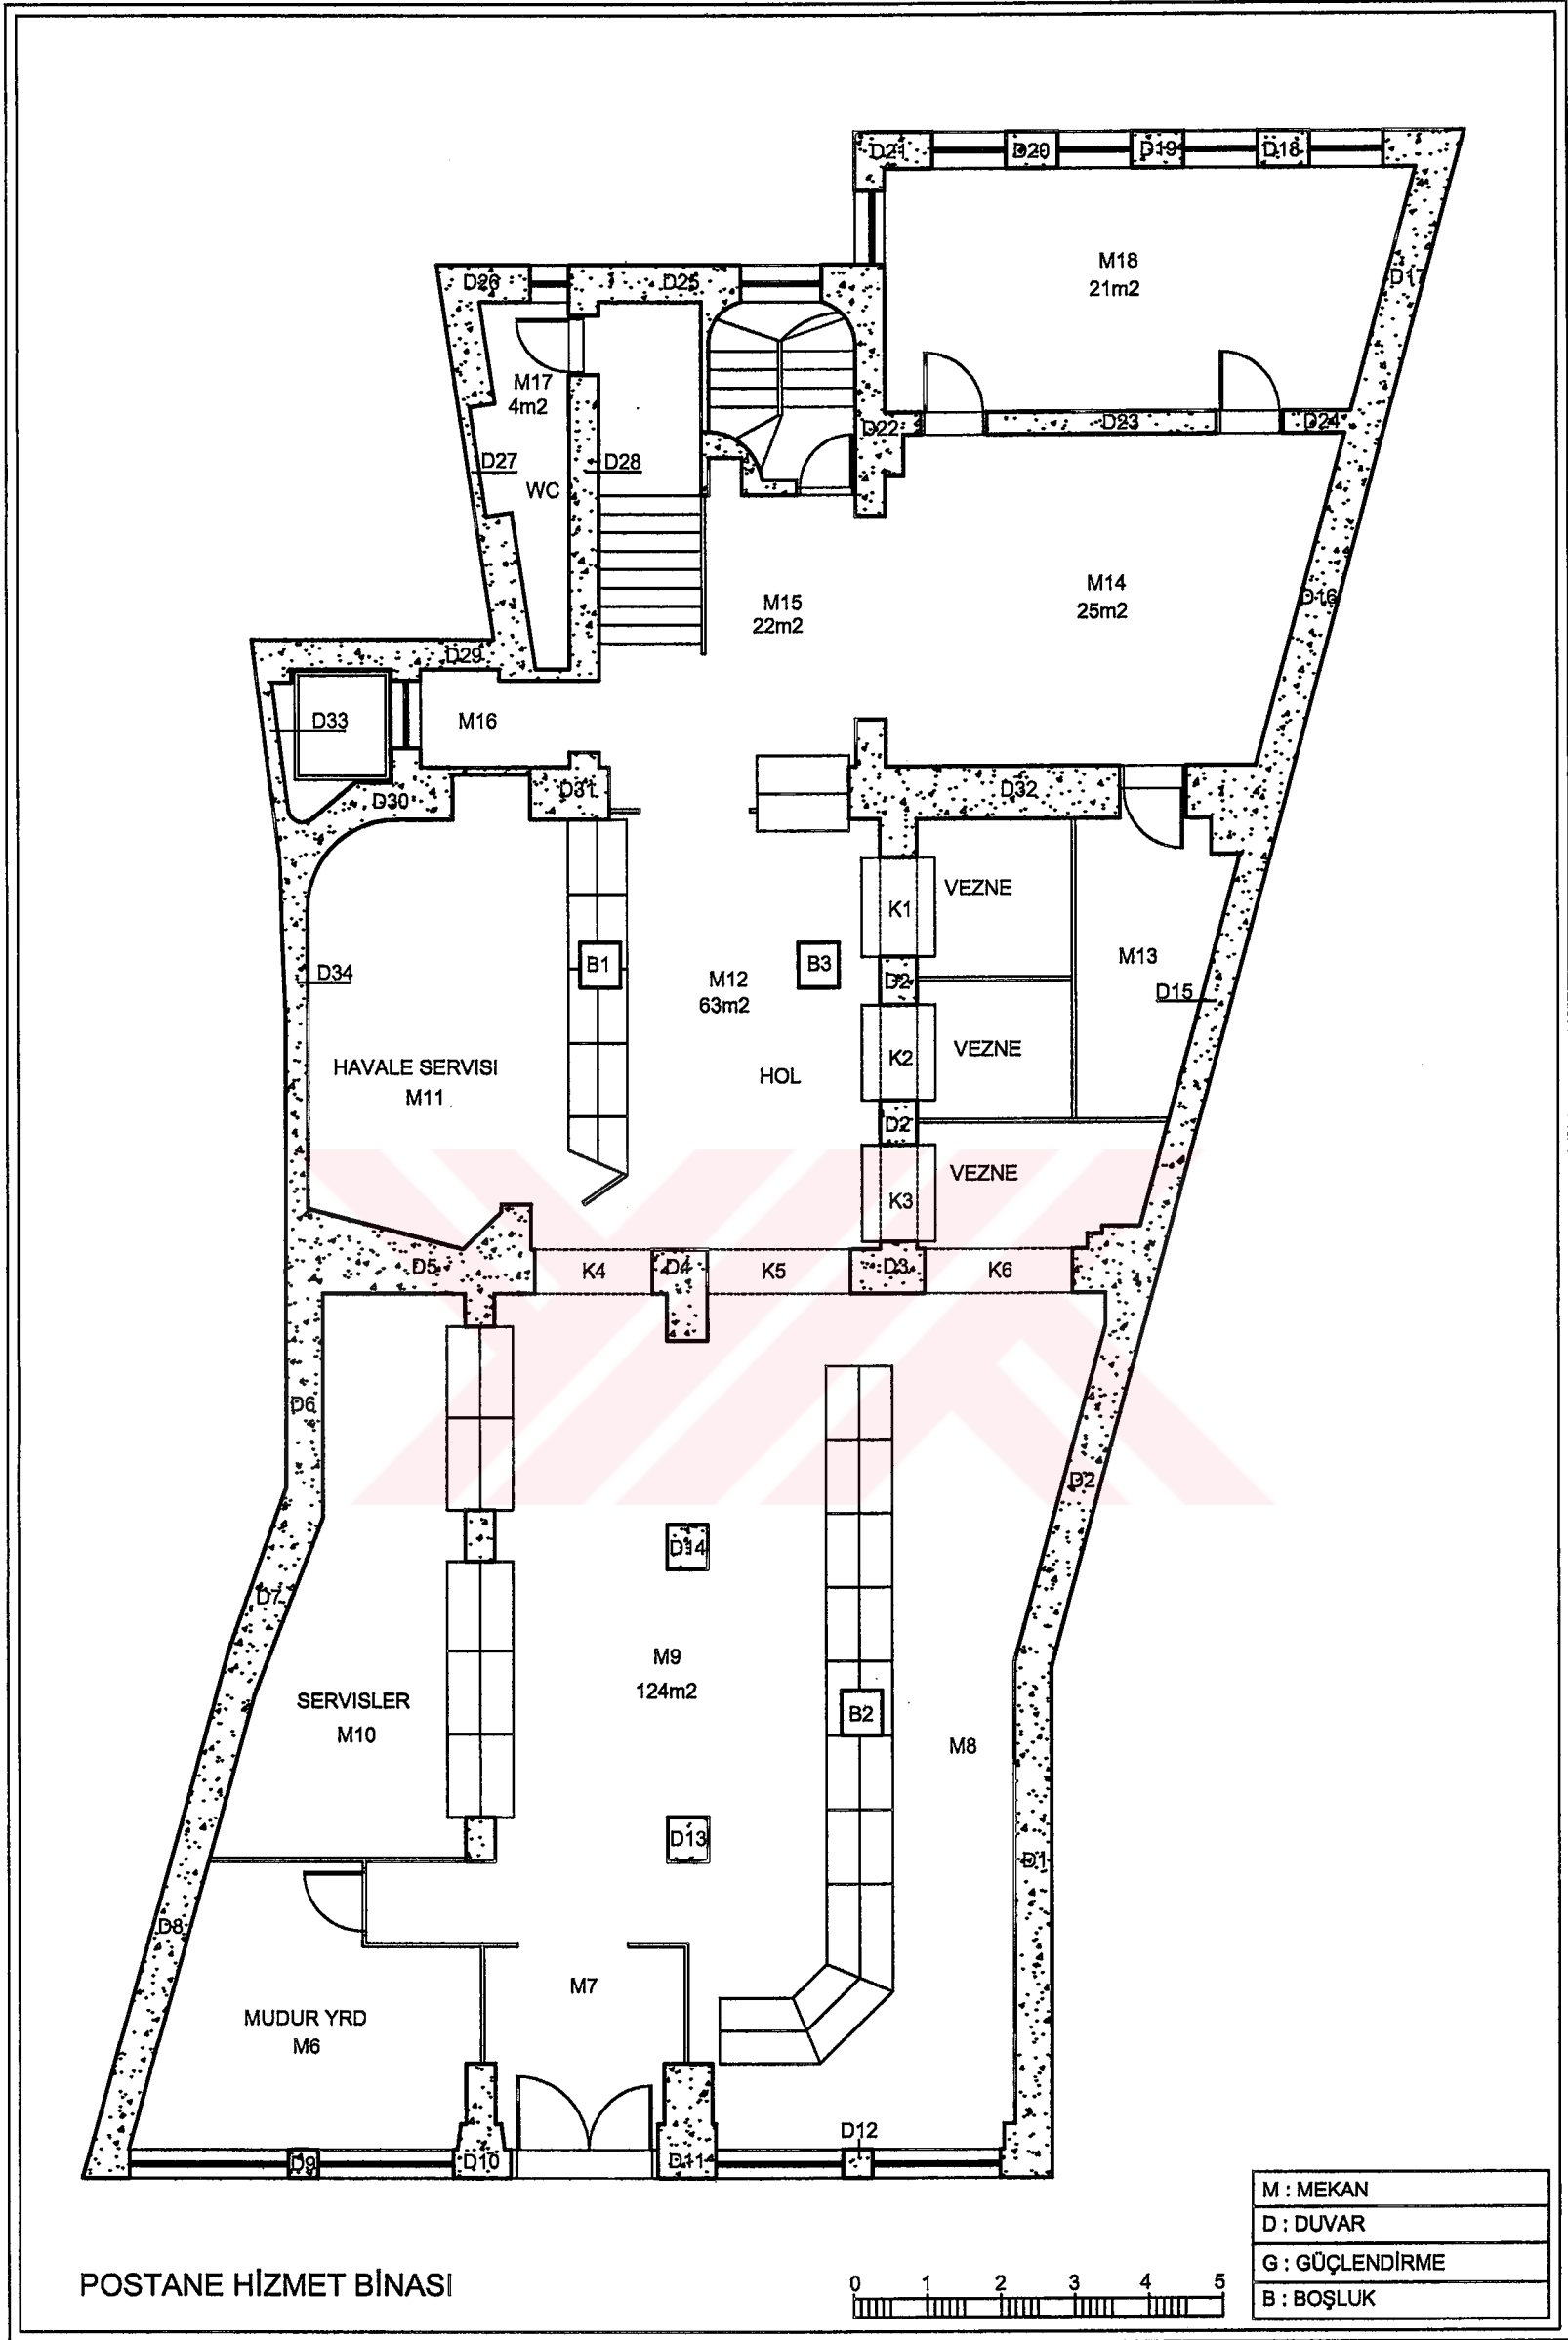 D21
D20
D19
D18
M18
21m2
D17
D26
D25
M17
4m2
D22
D23
D24
D27
D28
WC
M14
25m2
D16
M15
22m2
D29
D33
M16
D30
D31
D32
VEZNE
K1
D34
B1
M12
63m2
B3
D2
M13
D15
HAVALE SERVISI
M11
HOL
K2
VEZNE
D2
VEZNE
K3
D5
K4
D4
K5
D3
K6
D6
D2
D14
D7
M9
124m2
SERVISLER
M10
B2
M8
D13
D1
D8
M7
MUDUR YRD
M6
D12
D9
D10
D11
M : MEKAN
D : DUVAR
G : GÜÇLENDİRME
B : BOŞLUK
POSTANE HİZMET BİNASI
0 1 2 3 4 5